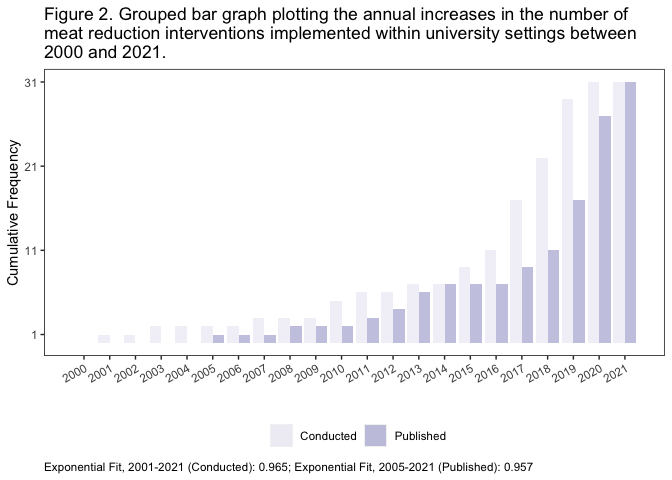 Figure 2. Grouped bar graph plotting the annual increases in the number of
meat reduction interventions implemented within university settings between
2000 and 2021.
31
21
11
1
Cumulative Frequency
2000 2001 2002 2003 2004 2005 2006 2007 2008 2009 2010 2011 2012 2013 2014 2015 2016 2017 2018 2019 2020 2021
Conducted Published
Exponential Fit, 2001-2021 (Conducted): 0.965; Exponential Fit, 2005-2021 (Published): 0.957